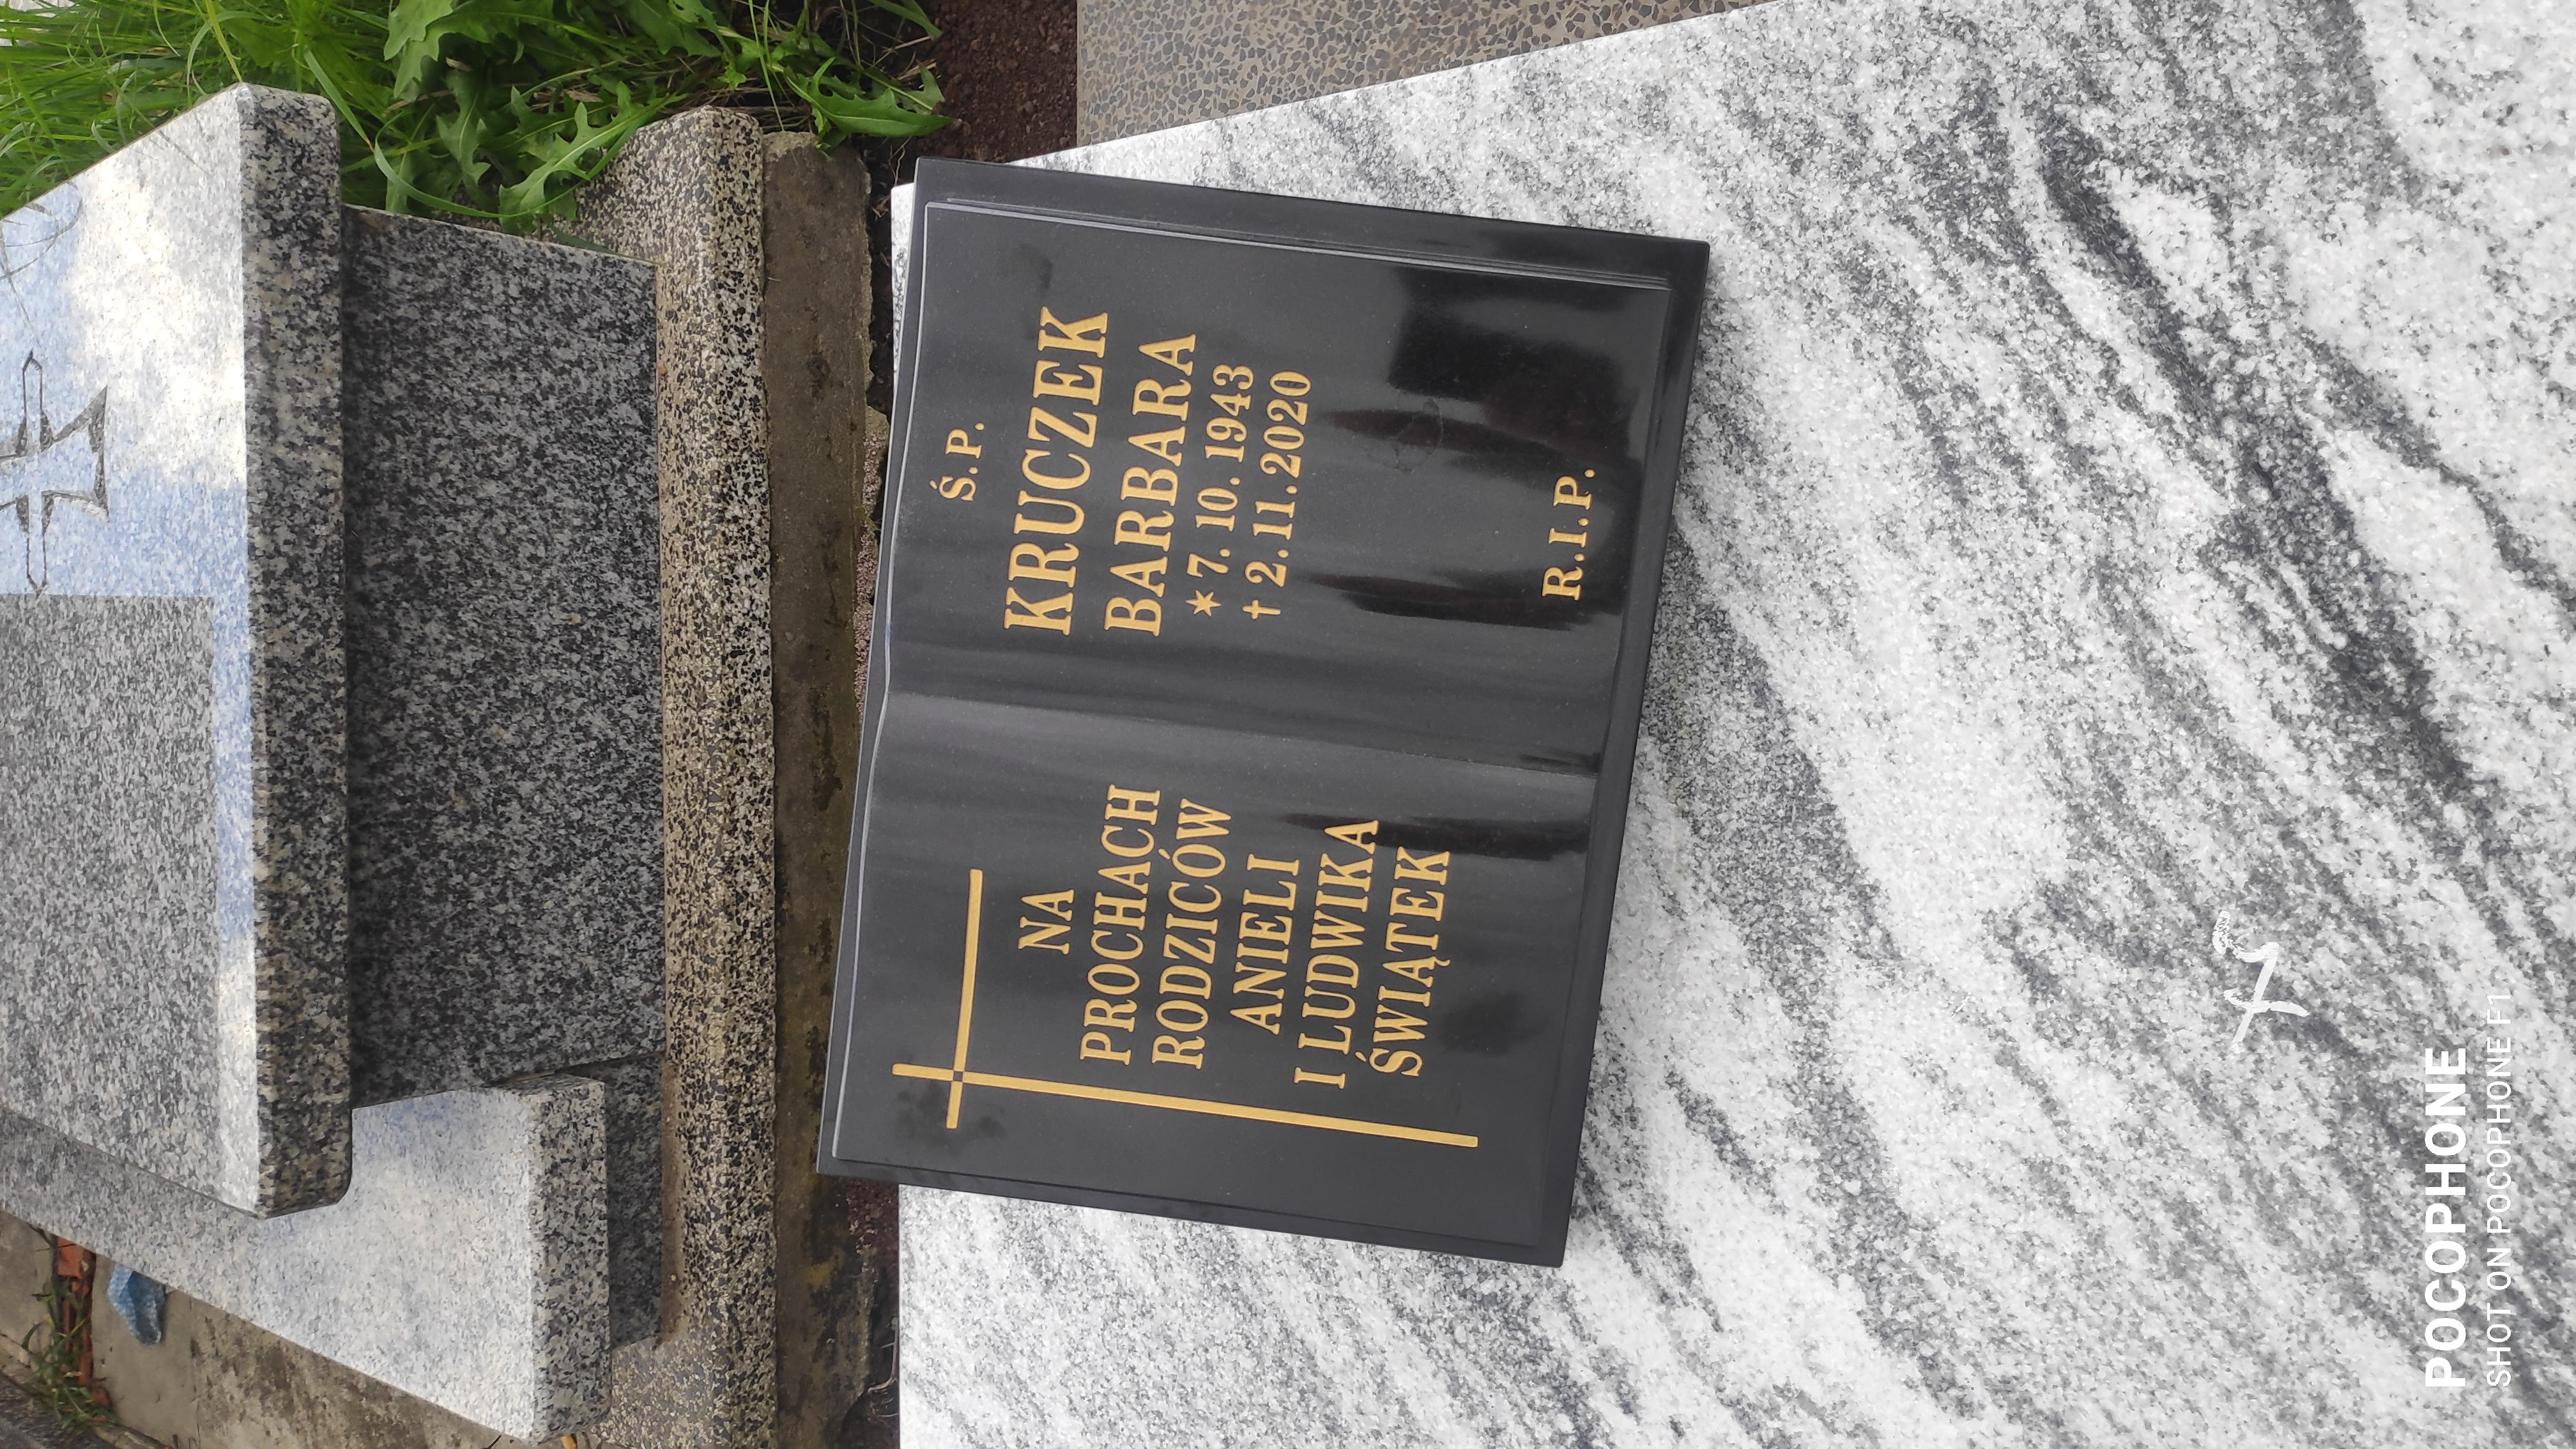 NA
PROCHACH
RODZICÓW
ANIELI
I LUDWIKA
ŚWIĄTEK
Ś.P.
KRUCZEK
BARBARA
✶ 7. 10. 1943
† 2. 11. 2020
R.I.P.
POCOPHONE
SHOT ON POCOPHONE F1